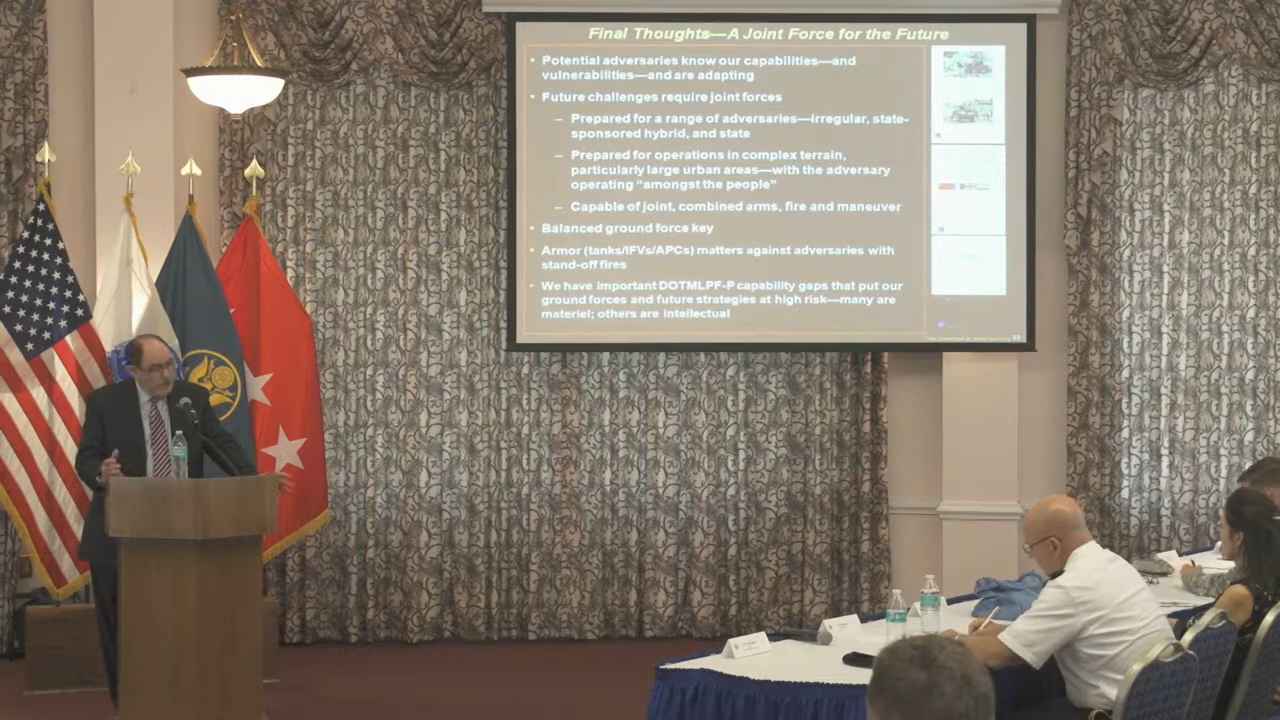 Final Thoughts—A Joint Force for the Future
• Potential adversaries know our capabilities—and
vulnerabilities—and are adapting
• Future challenges require joint forces
– Prepared for a range of adversaries—irregular, state-
sponsored hybrid, and state
– Prepared for operations in complex terrain,
particularly large urban areas—with the adversary
operating "amongst the people"
– Capable of joint, combined arms, fire and maneuver
• Balanced ground force key
• Armor (tanks/IFVs/APCs) matters against adversaries with
stand-off fires
• We have important DOTMLPF-P capability gaps that put our
ground forces and future strategies at high risk—many are
materiel; others are intellectual